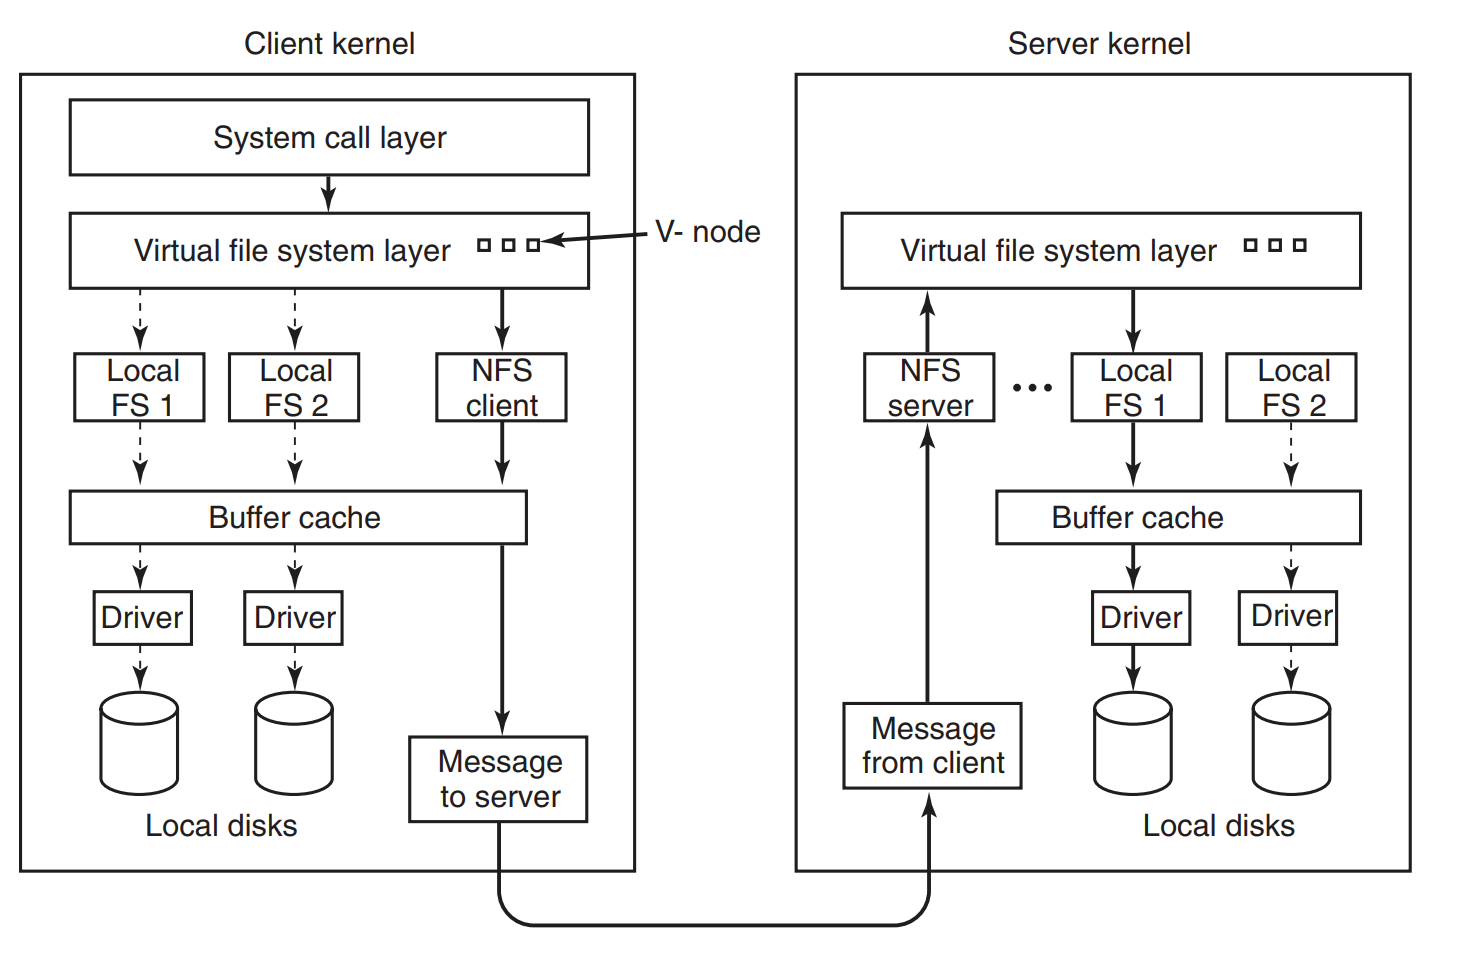 Client kernel
Server kernel
System call layer
Virtual file system layer
V- node
Virtual file system layer
Local
FS 1
Local
FS 2
NFS
client
NFS
server
Local
FS 1
Local
FS 2
Buffer cache
Buffer cache
Driver
Driver
Driver
Driver
Message
to server
Message
from client
Local disks
Local disks